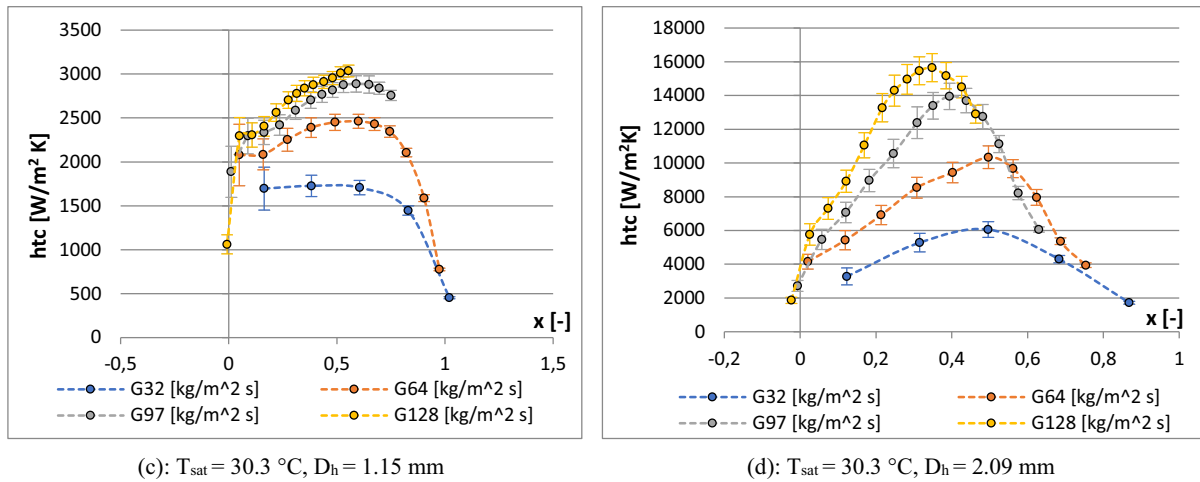 3500
3000
2500
2000
1500
1000
500
0
htc [W/m² K]
x [-]
-0,5 0 0,5 1 1,5
G32 [kg/m^2 s] G64 [kg/m^2 s]
G97 [kg/m^2 s] G128 [kg/m^2 s]
(c): Tsat = 30.3 °C, Dh = 1.15 mm
18000
16000
14000
12000
10000
8000
6000
4000
2000
0
htc [W/m²K]
x [-]
-0,2 0 0,2 0,4 0,6 0,8 1
G32 [kg/m^2 s] G64 [kg/m^2 s]
G97 [kg/m^2 s] G128 [kg/m^2 s]
(d): Tsat = 30.3 °C, Dh = 2.09 mm